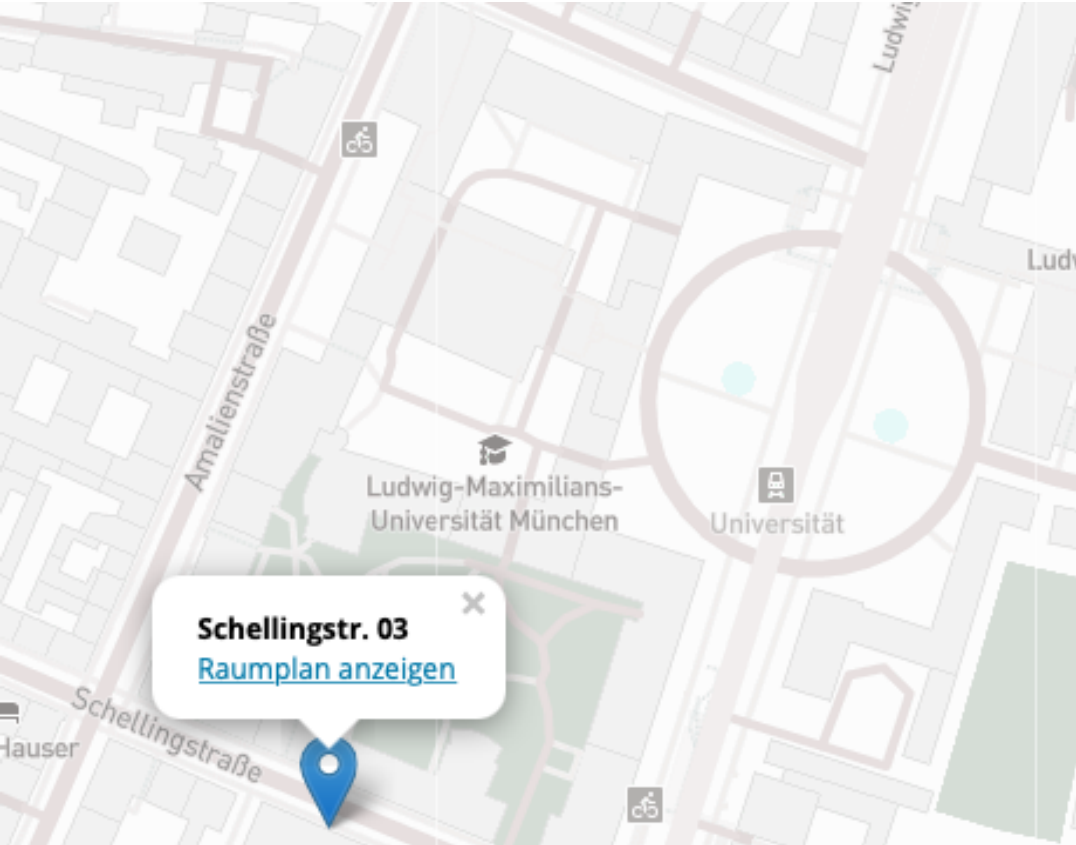 Ludwig
Ludw
Amalienstraße
Ludwig-Maximilians-
Universität München
Universität
Schellingstr. 03
×
Raumplan anzeigen
Schellingstraße
Hauser